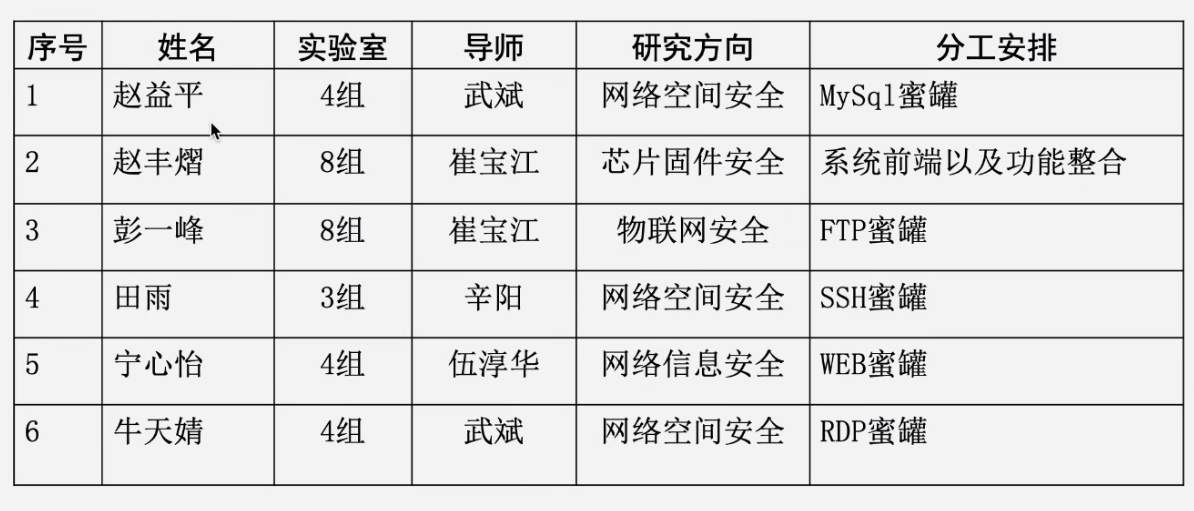 序号 姓名 实验室 导师 研究方向 分工安排
1 赵益平 4组 武斌 网络空间安全 MySql蜜罐
2 赵丰熠 8组 崔宝江 芯片固件安全 系统前端以及功能整合
3 彭一峰 8组 崔宝江 物联网安全 FTP蜜罐
4 田雨 3组 辛阳 网络空间安全 SSH蜜罐
5 宁心怡 4组 伍淳华 网络信息安全 WEB蜜罐
6 牛天婧 4组 武斌 网络空间安全 RDP蜜罐